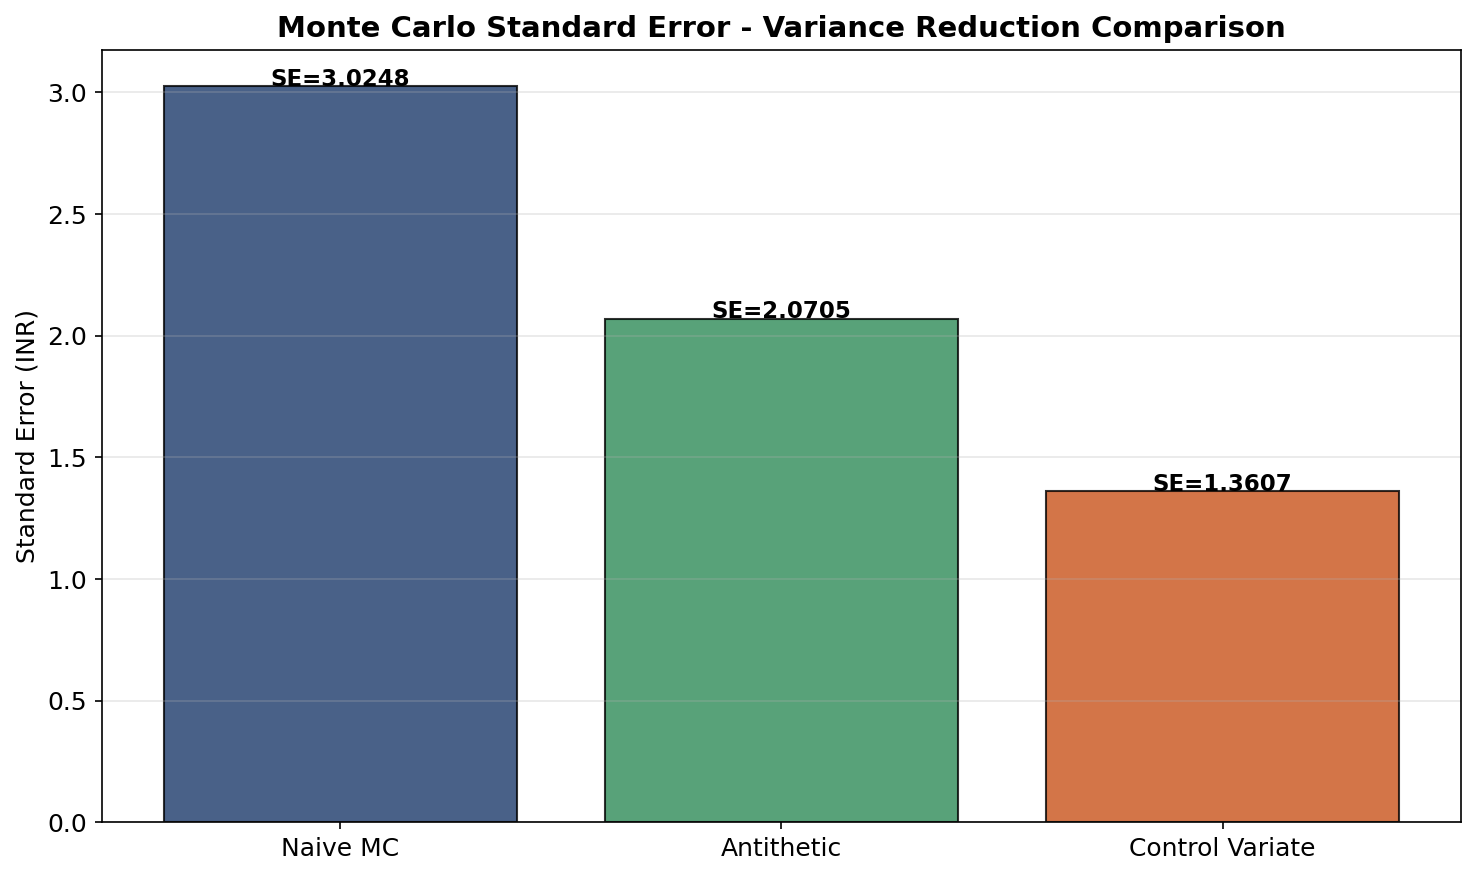 Monte Carlo Standard Error - Variance Reduction Comparison
Standard Error (INR)
3.0
2.5
2.0
1.5
1.0
0.5
0.0
SE=3.0248
SE=2.0705
SE=1.3607
Naive MC
Antithetic
Control Variate